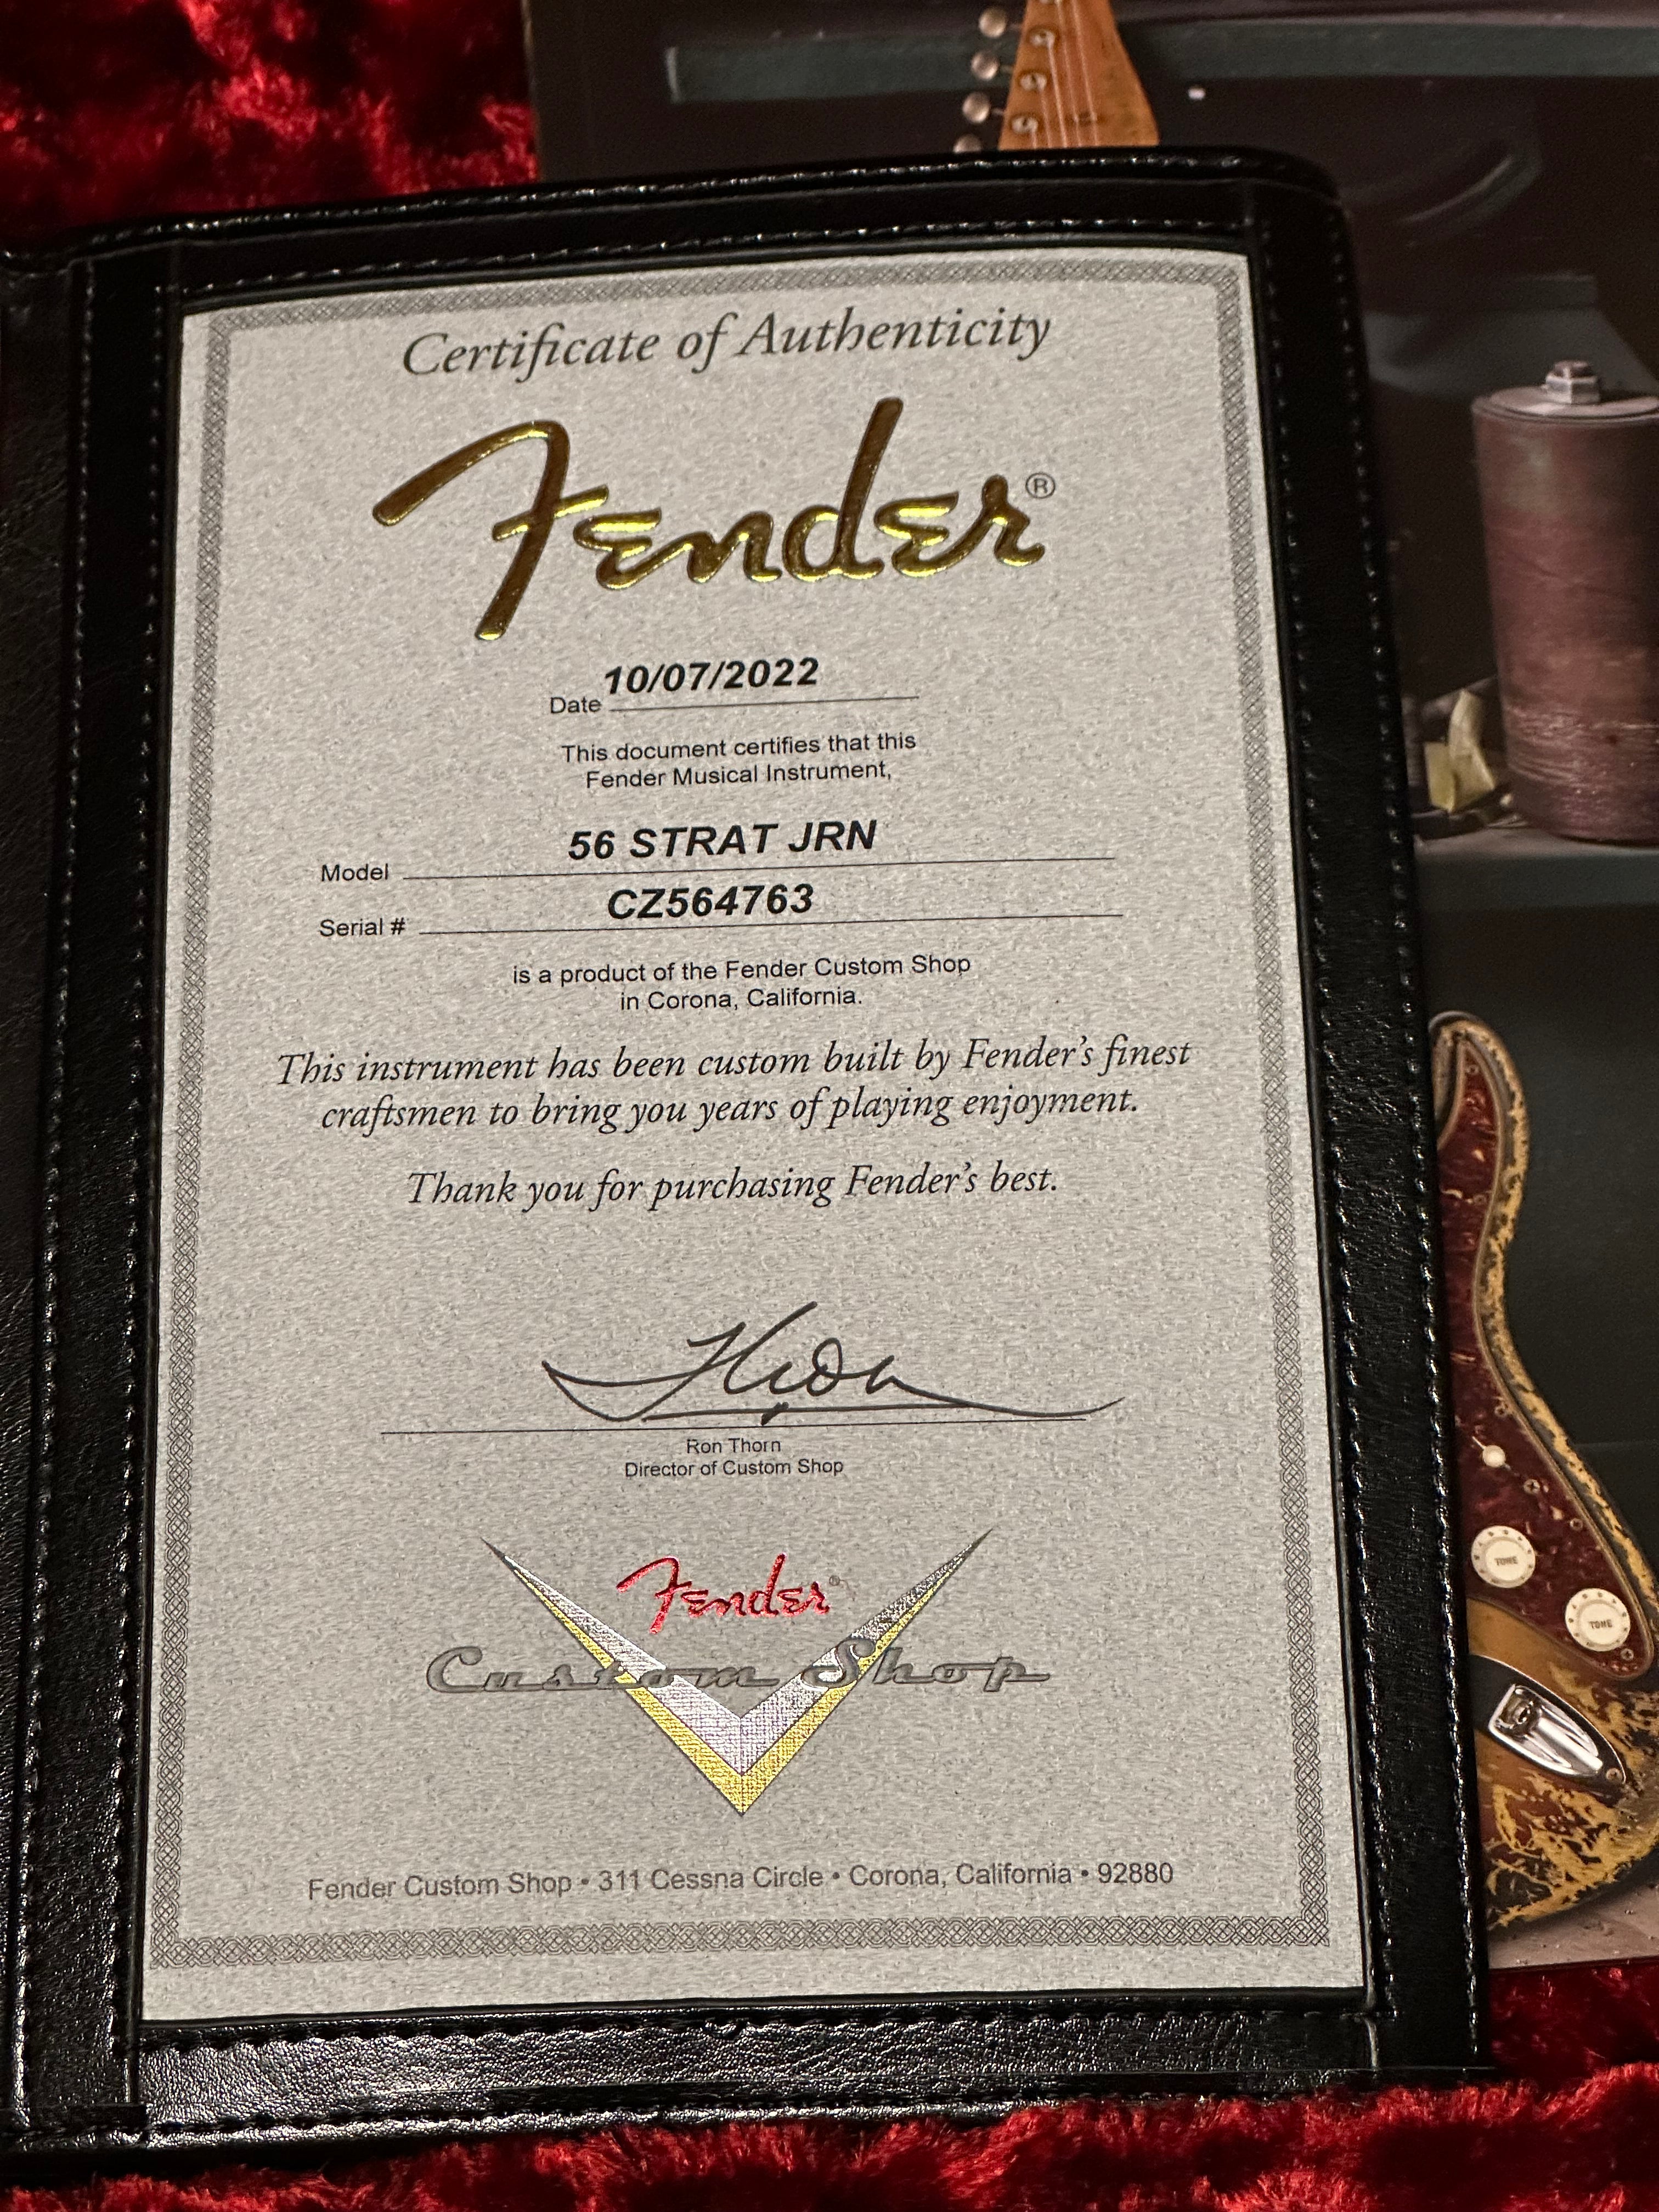 Certificate of Authenticity
Fender®
Date 10/07/2022
This document certifies that this
Fender Musical Instrument,
Model 56 STRAT JRN
Serial # CZ564763
is a product of the Fender Custom Shop
in Corona, California.
This instrument has been custom built by Fender's finest
craftsmen to bring you years of playing enjoyment.
Thank you for purchasing Fender's best.
Ron Thorn
Director of Custom Shop
Fender®
Custom Shop
Fender Custom Shop • 311 Cessna Circle • Corona, California • 92880
TONE
TONE